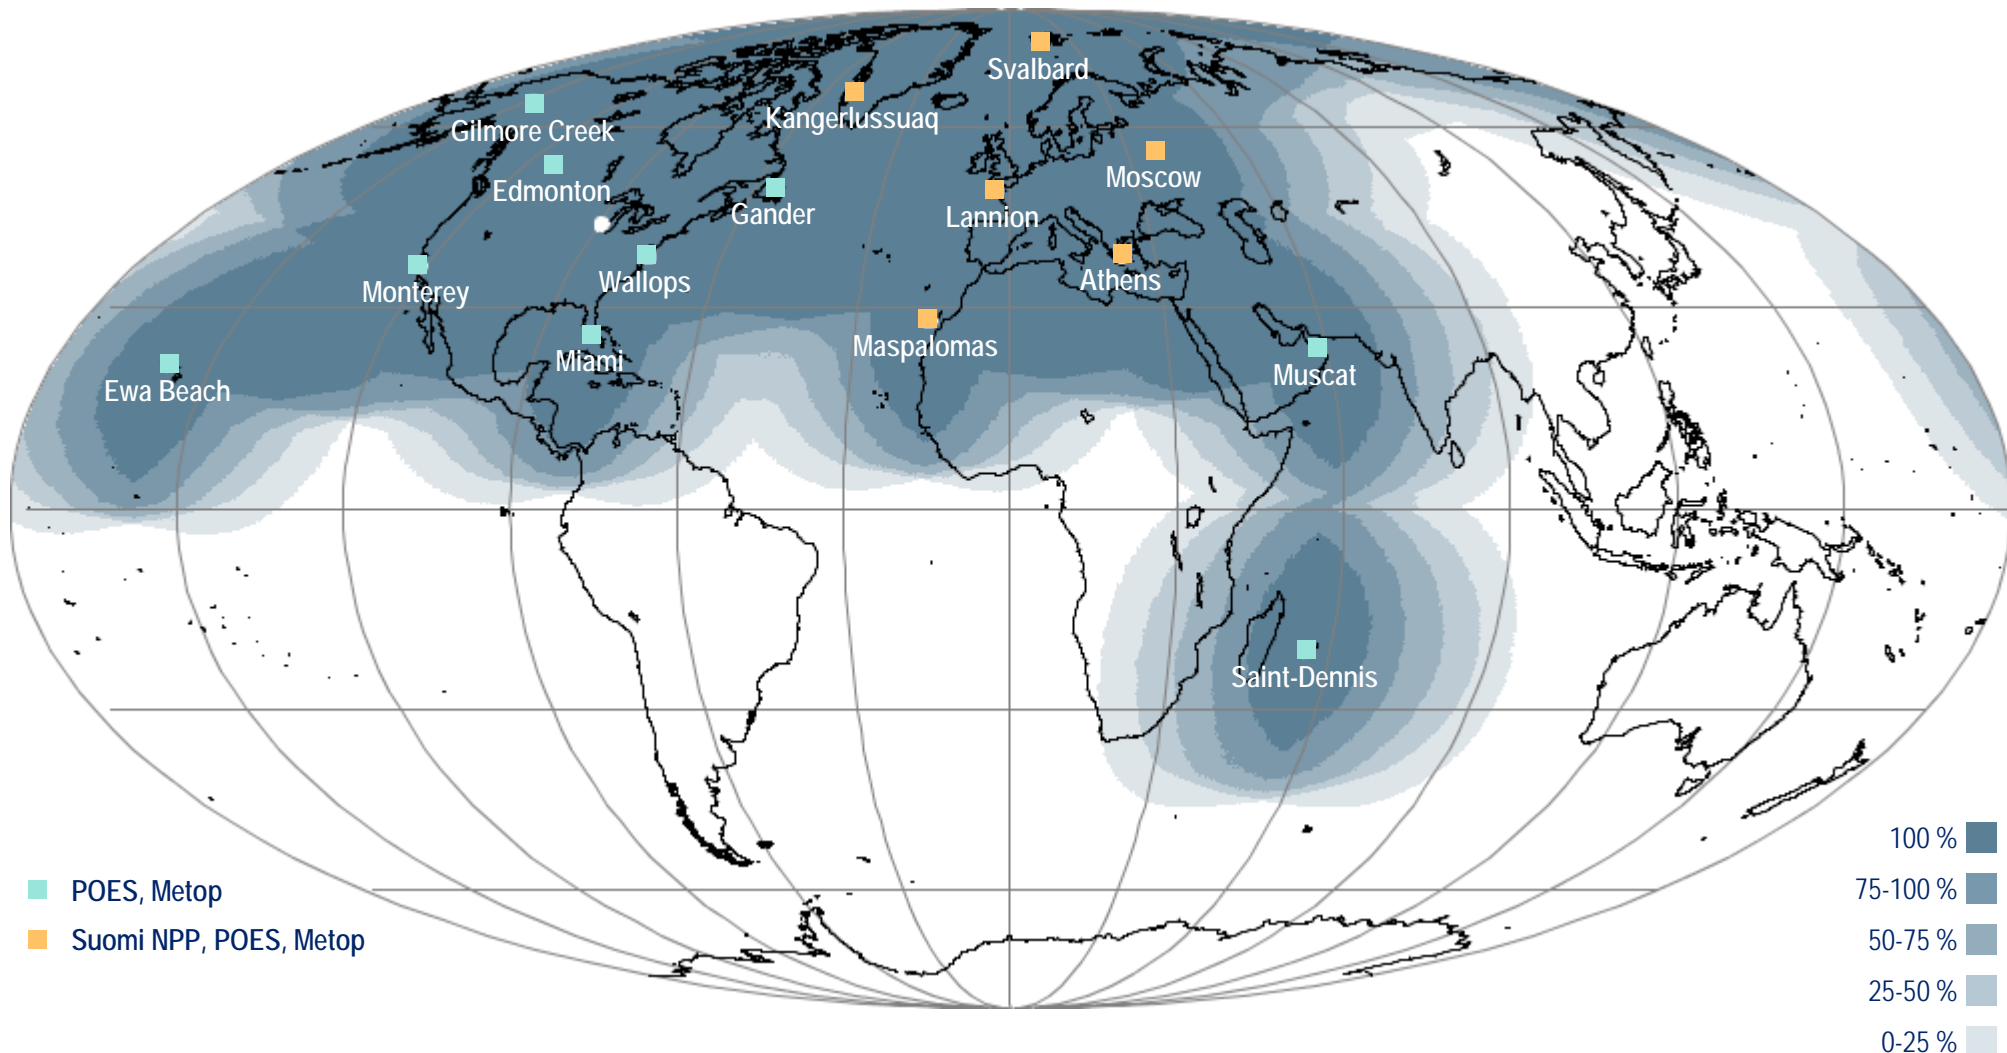 Svalbard
Kangerlussuaq
Gilmore Creek
Moscow
Edmonton
Gander
Lannion
Wallops
Athens
Monterey
Maspalomas
Miami
Muscat
Ewa Beach
Saint-Dennis
100 %
75-100 %
50-75 %
25-50 %
0-25 %
POES, Metop
Suomi NPP, POES, Metop